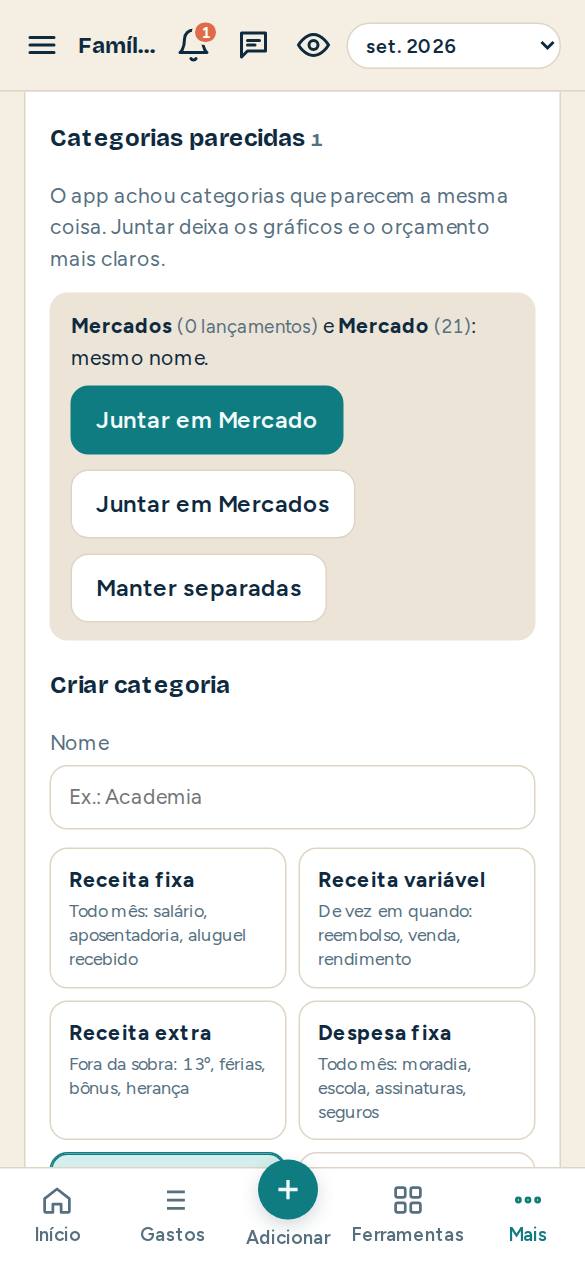 Famíl...
1
set. 2026
Categorias parecidas 1
O app achou categorias que parecem a mesma
coisa. Juntar deixa os gráficos e o orçamento
mais claros.
Mercados (0 lançamentos) e Mercado (21):
mesmo nome.
Juntar em Mercado
Juntar em Mercados
Manter separadas
Criar categoria
Nome
Ex.: Academia
Receita fixa
Todo mês: salário,
aposentadoria, aluguel
recebido
Receita variável
De vez em quando:
reembolso, venda,
rendimento
Receita extra
Fora da sobra: 13º, férias,
bônus, herança
Despesa fixa
Todo mês: moradia,
escola, assinaturas,
seguros
Início
Gastos
Adicionar
Ferramentas
Mais